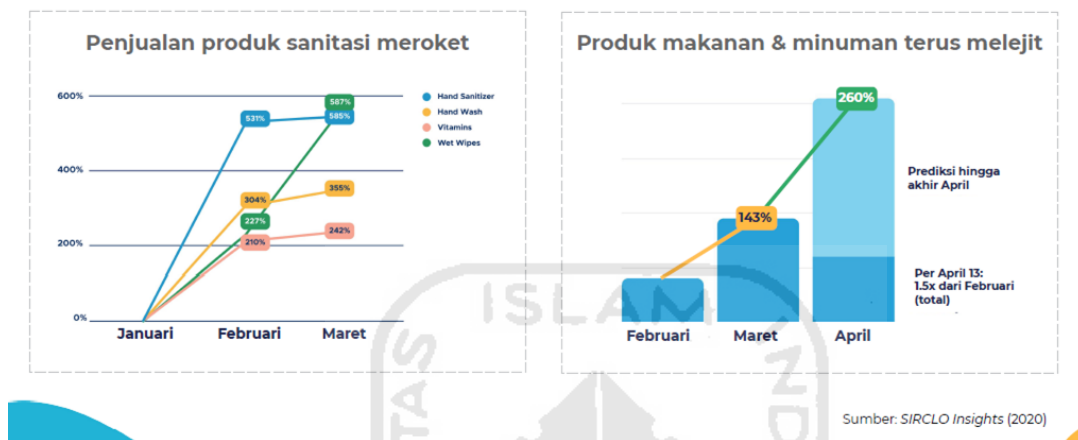 Penjualan produk sanitasi meroket
600%
400%
200%
0%
531%
304%
227%
210%
587%
585%
355%
242%
Januari
Februari
Maret
Hand Sanitizer
Hand Wash
Vitamins
Wet Wipes
Produk makanan & minuman terus melejit
143%
260%
Prediksi hingga
akhir April
Per April 13:
1.5x dari Februari
(total)
Februari
Maret
April
ISLAM
TAS
Sumber: SIRCLO Insights (2020)